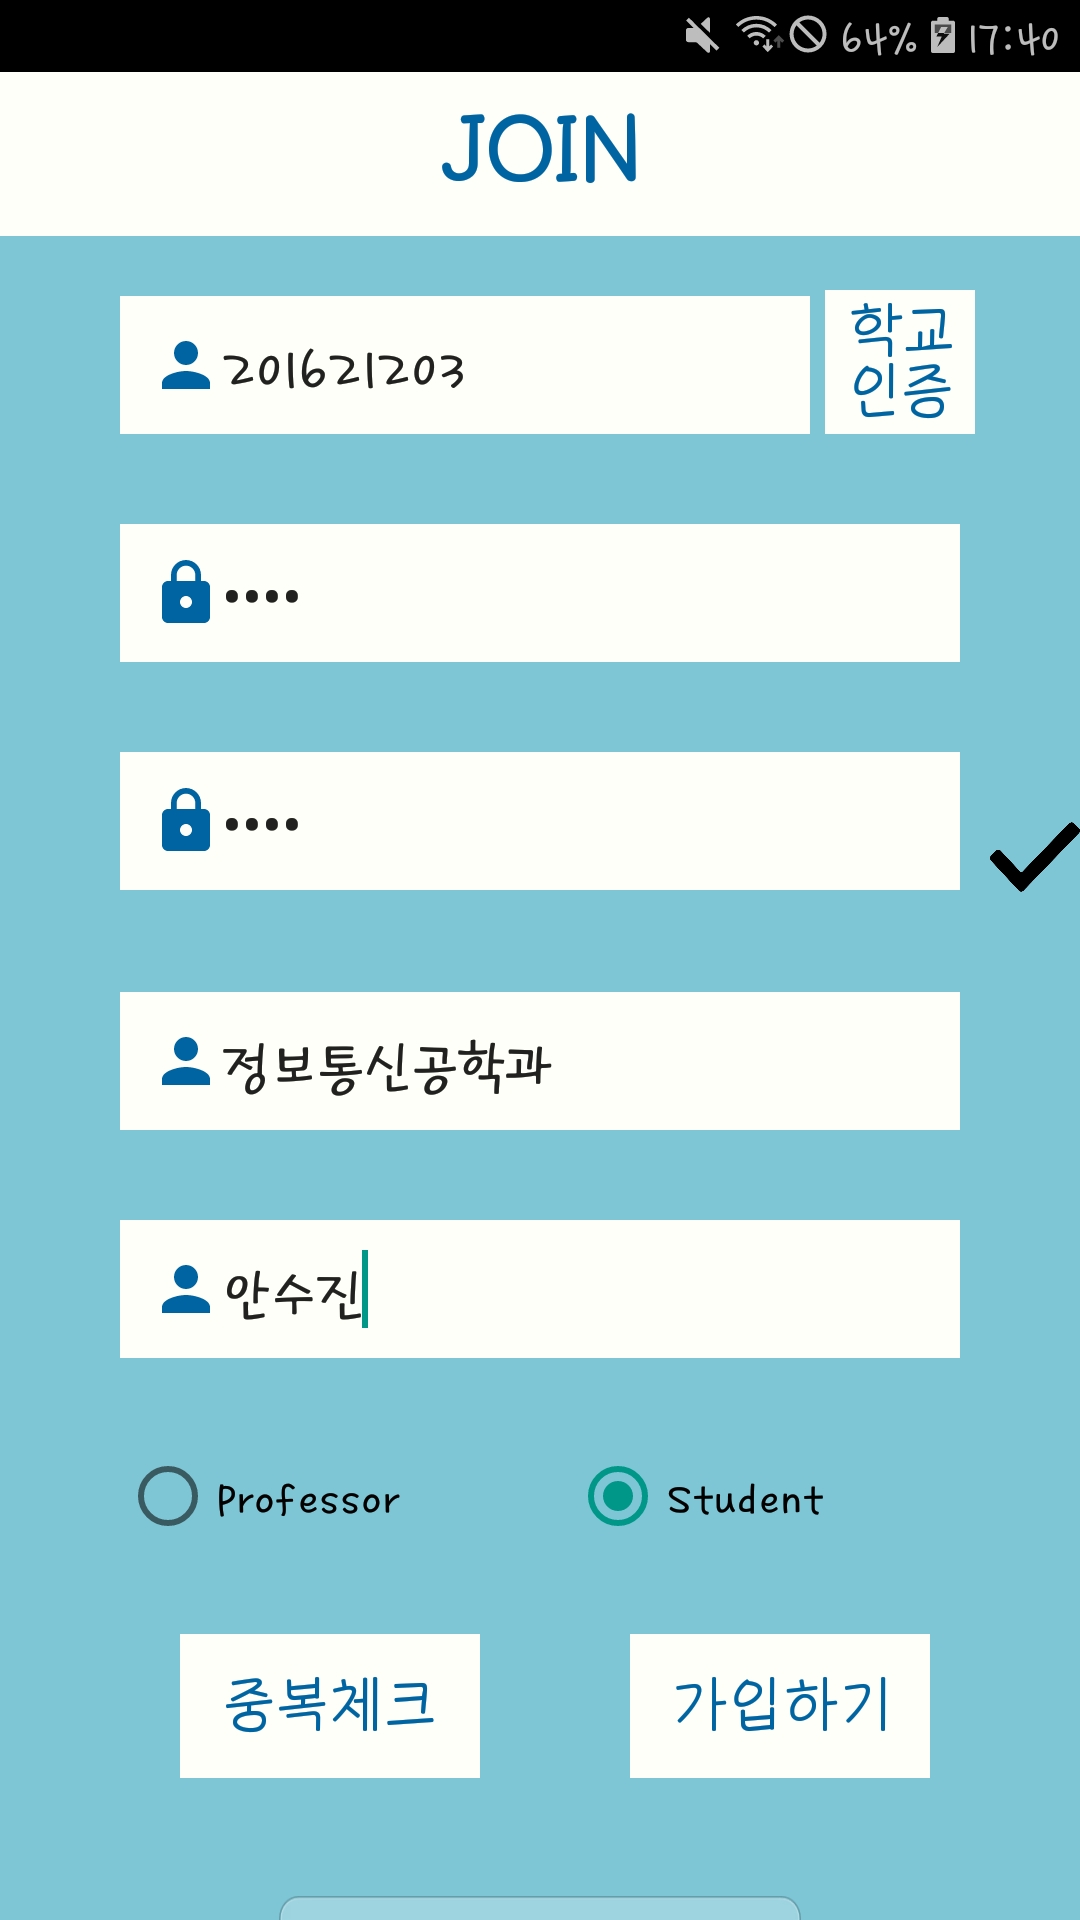 64% 17:40
JOIN
201621203
학교
인증
••••
••••
정보통신공학과
안수진
Professor
Student
중복체크
가입하기